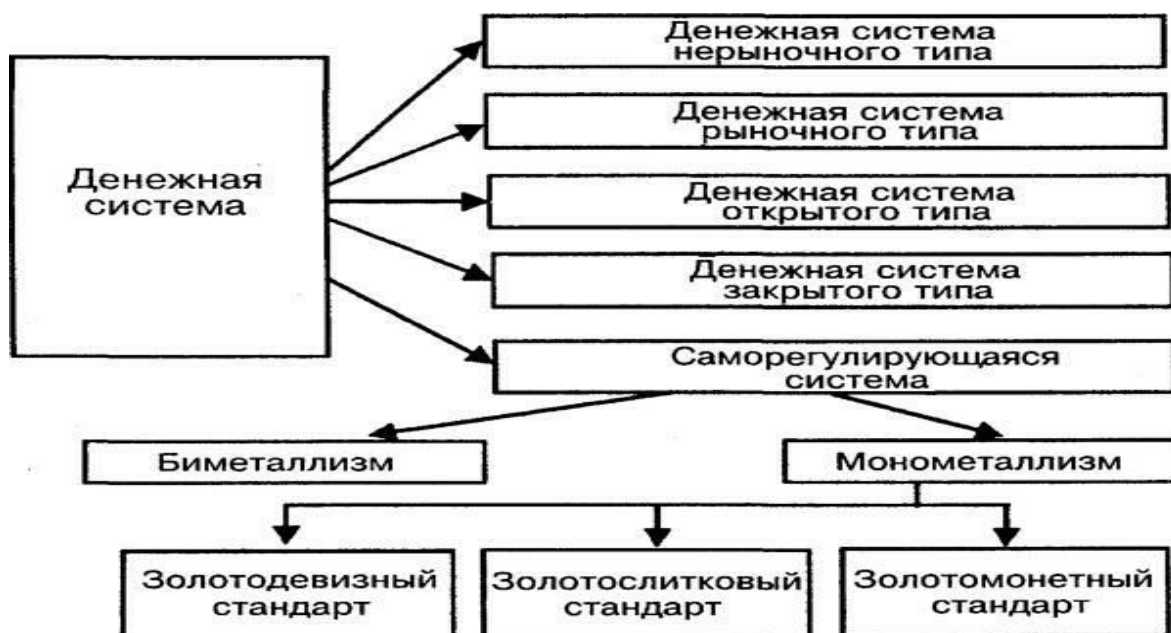 Денежная система
нерыночного типа
Денежная система
рыночного типа
Денежная
система
Денежная система
открытого типа
Денежная система
закрытого типа
Саморегулирующаяся
система
Биметаллизм
Монометаллизм
Золотодевизный
стандарт
Золотослитковый
стандарт
Золотомонетный
стандарт